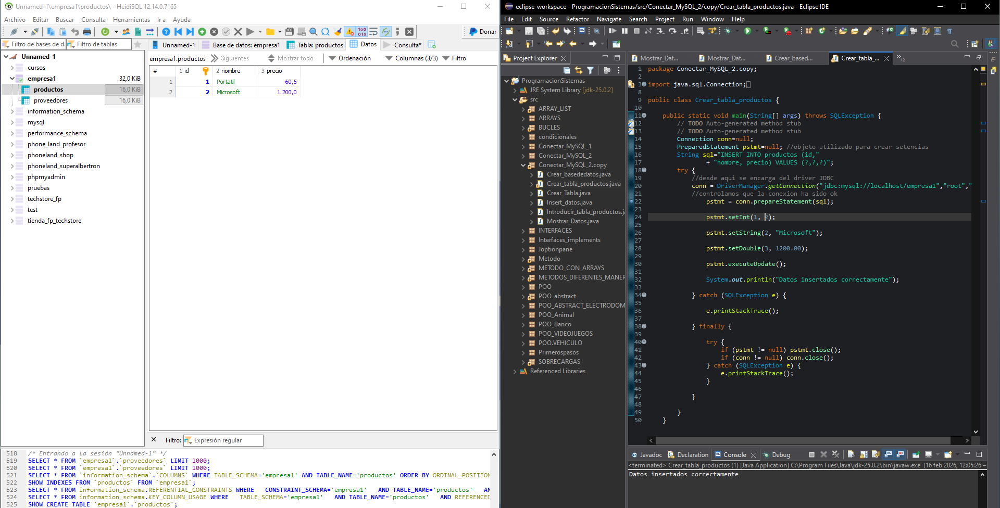 Unnamed-1\empresa1\productos\ - HeidiSQL 12.14.0.7165
Archivo Editar Buscar Consulta Herramientas Ir a Ayuda
Donar
Filtro de bases de d Filtro de tablas
Unnamed-1 Base de datos: empresa1 Tabla: productos Datos Consulta*
Unnamed-1
cursos
empresa1 32,0 KiB
productos 16,0 KiB
proveedores 16,0 KiB
information_schema
mysql
performance_schema
phone_land_profesor
phoneland_shop
phoneland_superalbertron
phpmyadmin
pruebas
techstore_fp
test
tienda_fp_techstore
empresa1.productos Siguientes Mostrar todo Ordenación Columnas (3/3) Filtro
# 1 id 2 nombre 3 precio
1 1 Portatil 60,5
2 2 Microsoft 1.200,0
Filtro: Expresión regular
518 /* Entrando a la sesión "Unnamed-1" */
519 SELECT * FROM `empresa1`.`proveedores` LIMIT 1000;
520 SELECT * FROM `empresa1`.`proveedores` LIMIT 1000;
521 SELECT * FROM `information_schema`.`COLUMNS` WHERE TABLE_SCHEMA='empresa1' AND TABLE_NAME='productos' ORDER BY ORDINAL_POSITION
522 SHOW INDEXES FROM `productos` FROM `empresa1`;
523 SELECT * FROM information_schema.REFERENTIAL_CONSTRAINTS WHERE CONSTRAINT_SCHEMA='empresa1' AND TABLE_NAME='productos' AN
524 SELECT * FROM information_schema.KEY_COLUMN_USAGE WHERE TABLE_SCHEMA='empresa1' AND TABLE_NAME='productos' AND REFERENCED
525 SHOW CREATE TABLE `empresa1`.`productos`;
eclipse-workspace - ProgramacionSistemas/src/Conectar_MySQL_2/copy/Crear_tabla_productos.java - Eclipse IDE
File Edit Source Refactor Navigate Search Project Run Window Help
Project Explorer
ProgramacionSistemas
JRE System Library [jdk-25.0.2]
src
ARRAY_LIST
ARRAYS
BUCLES
condicionales
Conectar_MySQL_1
Conectar_MySQL_2
Conectar_MySQL_2.copy
Crear_basededatos.java
Crear_tabla_productos.java
Crear_Tabla.java
Insert_datos.java
Introducir_tabla_productos.ja
Mostrar_Datos.java
INTERFACES
Interfaces_implements
Joptionpane
Metodo
METODO_CON_ARRAYS
METODOS_DIFERENTES_MANER
POO
POO_abstract
POO_ABSTRACT_ELECTRODOM
POO_Animal
POO_Banco
POO_VIDEOJUEGOS
POO.VEHICULO
Primerospasos
SOBRECARGAS
Referenced Libraries
Mostrar_Dat... Mostrar_Dat... Crear_based... Crear_tabla_... 12
1 package Conectar_MySQL_2.copy;
2
3 import java.sql.Connection;
8
9 public class Crear_tabla_productos {
10
11 public static void main(String[] args) throws SQLException {
12 // TODO Auto-generated method stub
13 // TODO Auto-generated method stub
14 Connection conn=null;
15 PreparedStatement pstmt=null; //objeto utilizado para crear setencias
16 String sql="INSERT INTO productos (id,"
17 + "nombre, precio) VALUES (?,?,?)";
18 try {
19 //desde aqui se encarga del driver JDBC
20 conn = DriverManager.getConnection("jdbc:mysql://localhost/empresa1","root","
21 //controlamos que la conexion ha sido ok
22 pstmt = conn.prepareStatement(sql);
23
24 pstmt.setInt(1, 2);
25
26 pstmt.setString(2, "Microsoft");
27
28 pstmt.setDouble(3, 1200.00);
29
30 pstmt.executeUpdate();
31
32 System.out.println("Datos insertados correctamente");
33
34 } catch (SQLException e) {
35
36 e.printStackTrace();
37
38 } finally {
39
40 try {
41 if (pstmt != null) pstmt.close();
42 if (conn != null) conn.close();
43 } catch (SQLException e) {
44 e.printStackTrace();
45 }
46
47 }
48
49 }
50 }
Javadoc Declaration Console Debug
<terminated> Crear_tabla_productos (1) [Java Application] C:\Program Files\Java\jdk-25.0.2\bin\javaw.exe (16 feb 2026, 12:05:26 –
Datos insertados correctamente